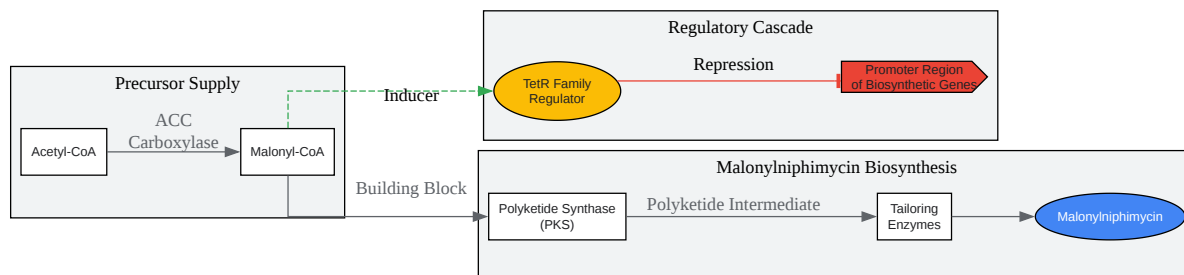 Regulatory Cascade
Precursor Supply
Repression
TetR Family
Regulator
Promoter Region
of Biosynthetic Genes
Inducer
ACC
Carboxylase
Acetyl-CoA
Malonyl-CoA
Malonylniphimycin Biosynthesis
Building Block
Polyketide Synthase
(PKS)
Polyketide Intermediate
Tailoring
Enzymes
Malonylniphimycin